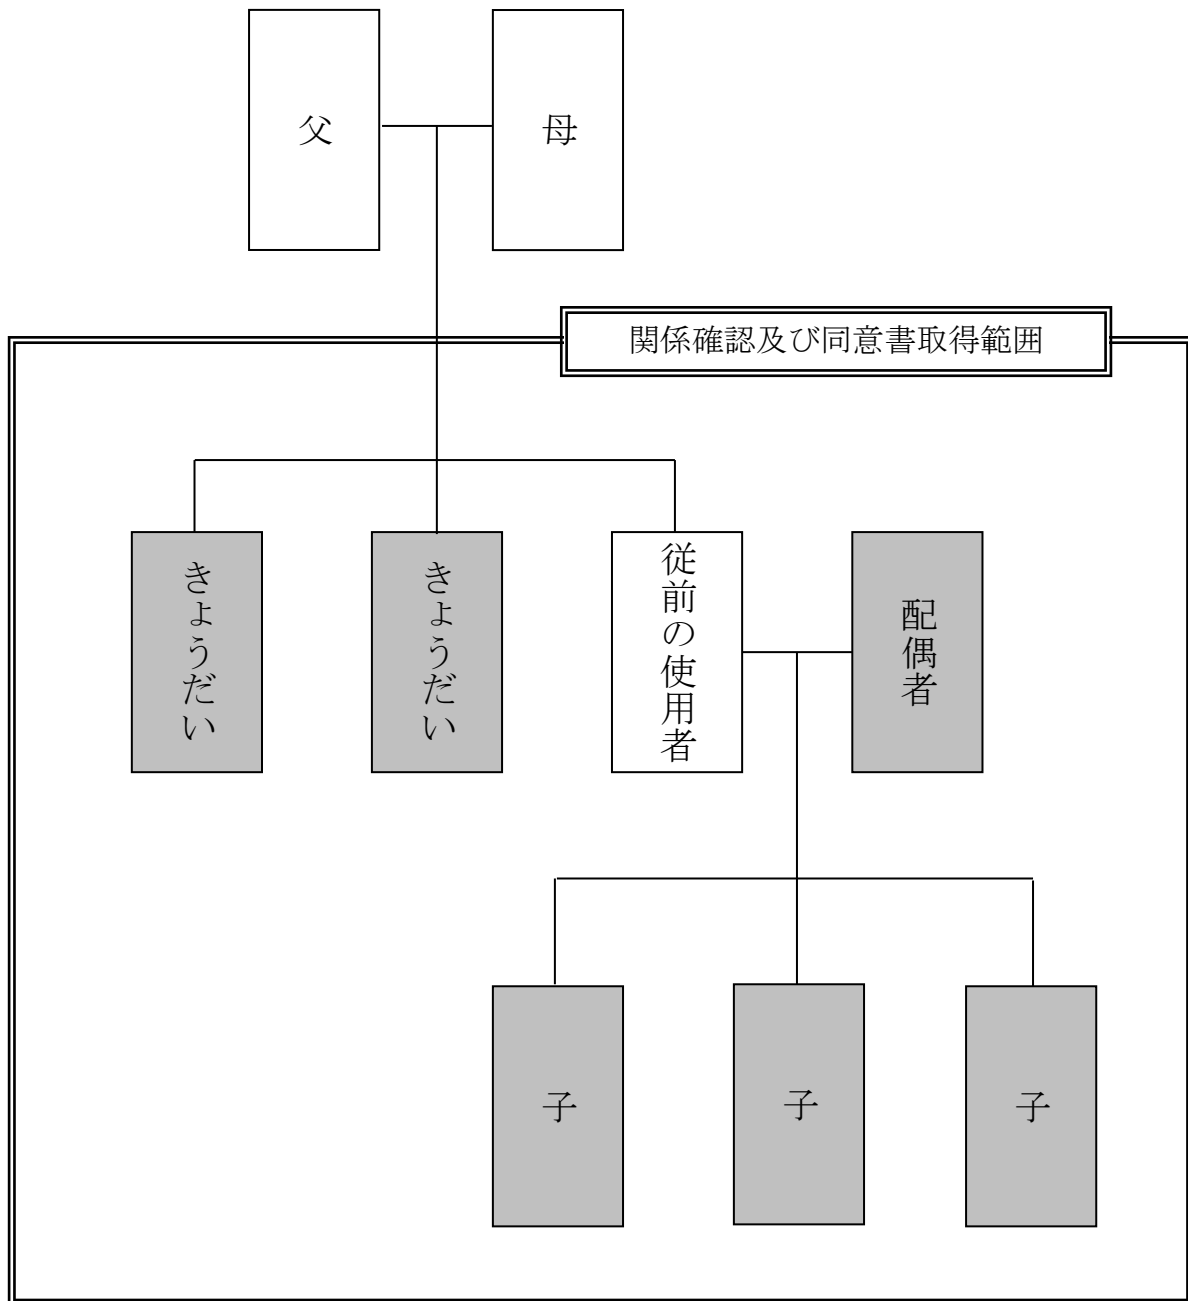 父
母
関係確認及び同意書取得範囲
きょうだい
きょうだい
従前の使用者
配偶者
子
子
子